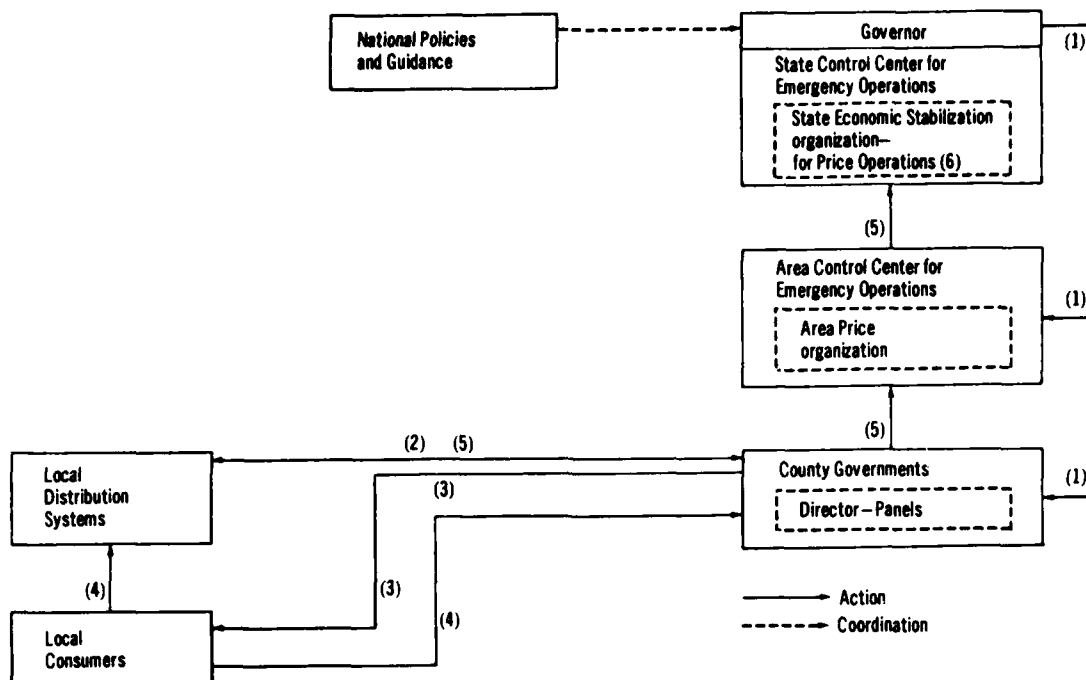 National Policies
and Guidance
Governor
(1)
State Control Center for
Emergency Operations
State Economic Stabilization
organization—
for Price Operations (6)
(5)
Area Control Center for
Emergency Operations
(1)
Area Price
organization
(5)
(2) (5)
Local
Distribution
Systems
County Governments
(1)
(3)
Director – Panels
(4)
(3)
(4)
Action
Coordination
Local
Consumers